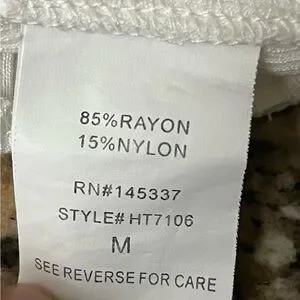 85%RAYON
15%NYLON
RN#145337
STYLE# HT7106
M
SEE REVERSE FOR CARE